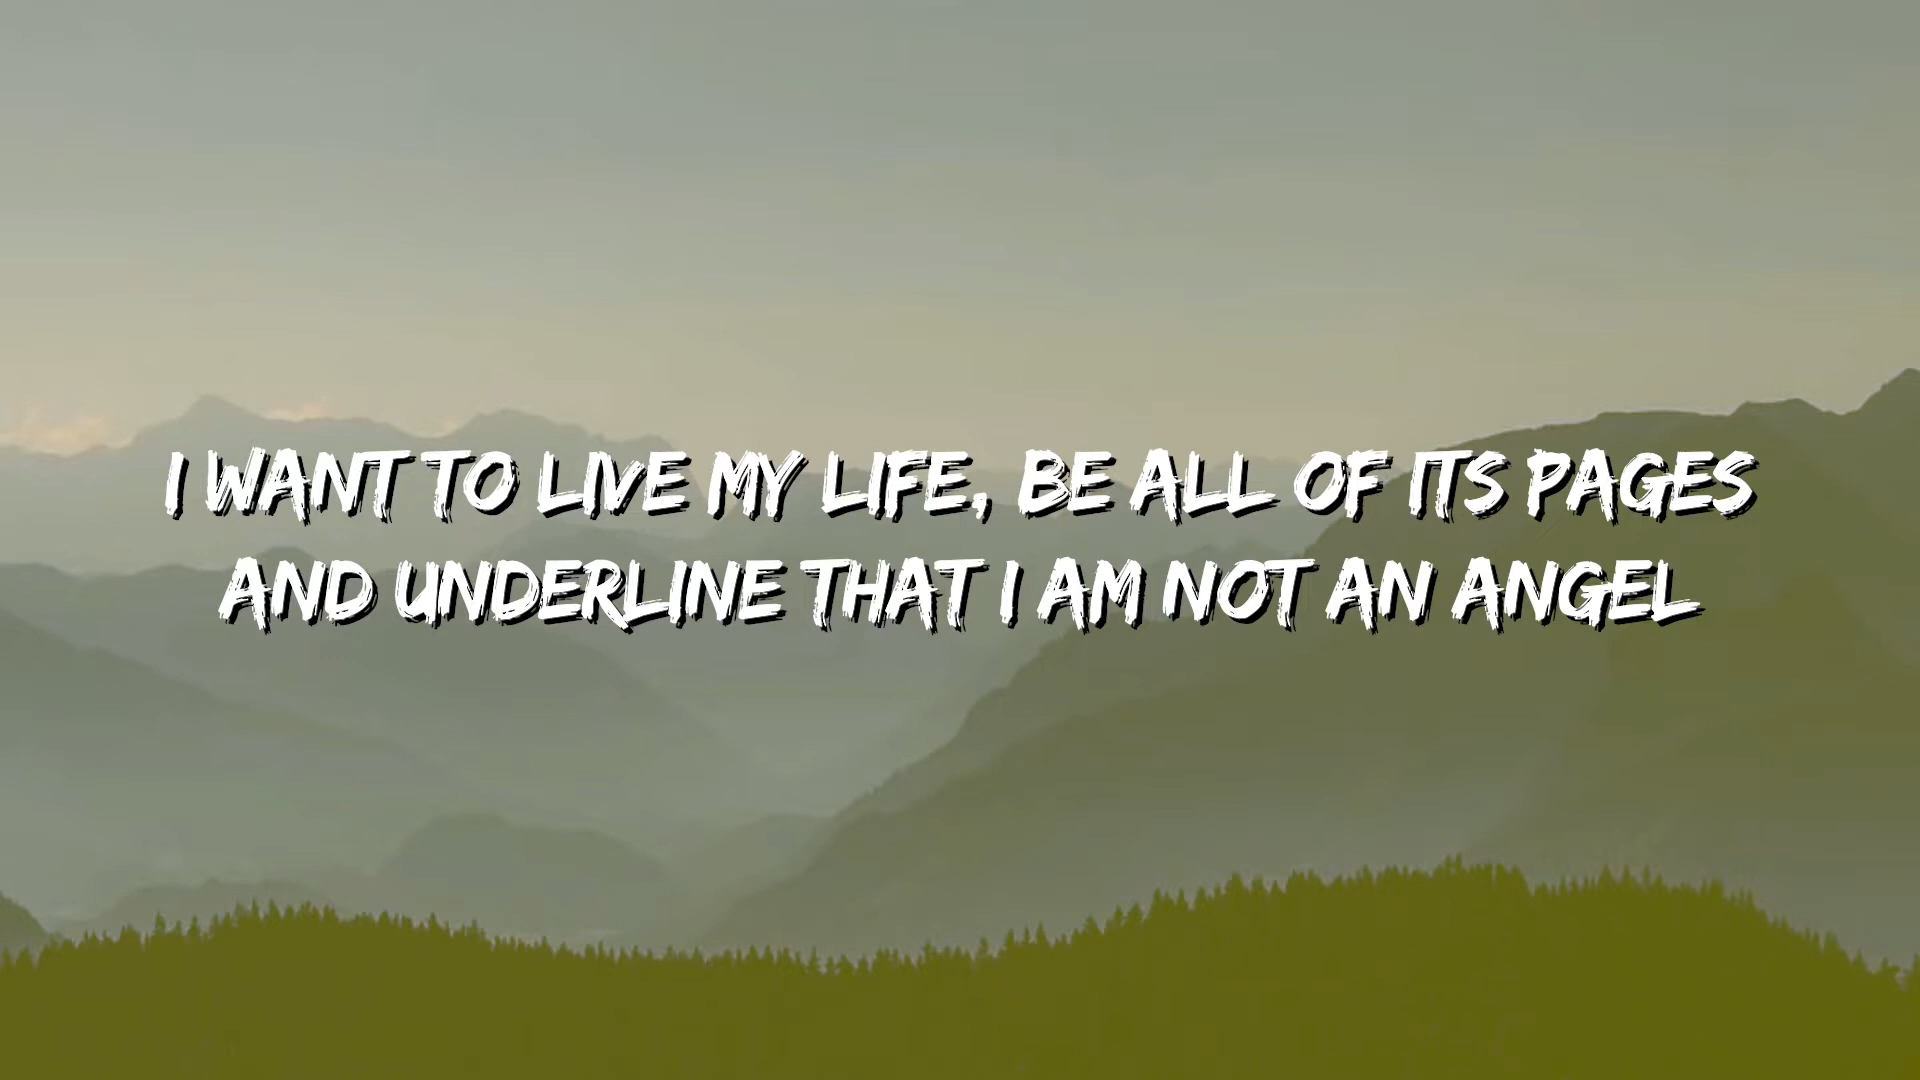 I WANT TO LIVE MY LIFE, BE ALL OF ITS PAGES
AND UNDERLINE THAT I AM NOT AN ANGEL